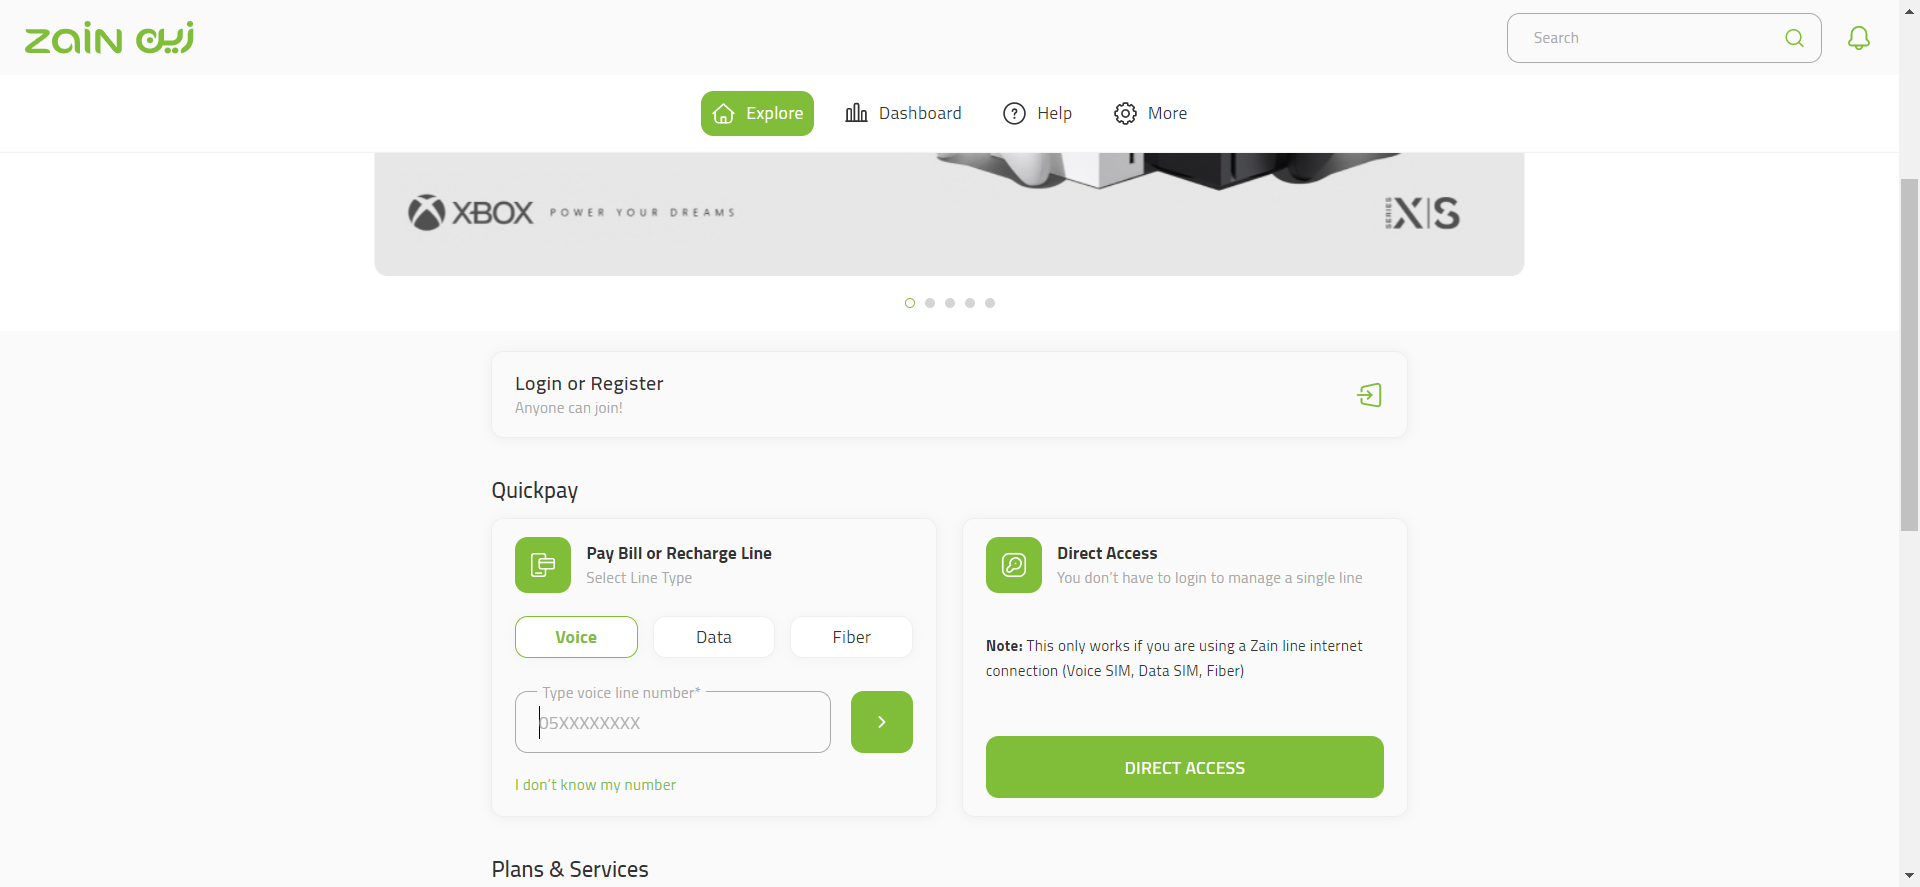 zain زين
Search
Explore
Dashboard
Help
More
XBOX POWER YOUR DREAMS
SERIES X|S
Login or Register
Anyone can join!
Quickpay
Pay Bill or Recharge Line
Select Line Type
Voice
Data
Fiber
Type voice line number*
05XXXXXXXX
I don't know my number
Direct Access
You don't have to login to manage a single line
Note: This only works if you are using a Zain line internet
connection (Voice SIM, Data SIM, Fiber)
DIRECT ACCESS
Plans & Services